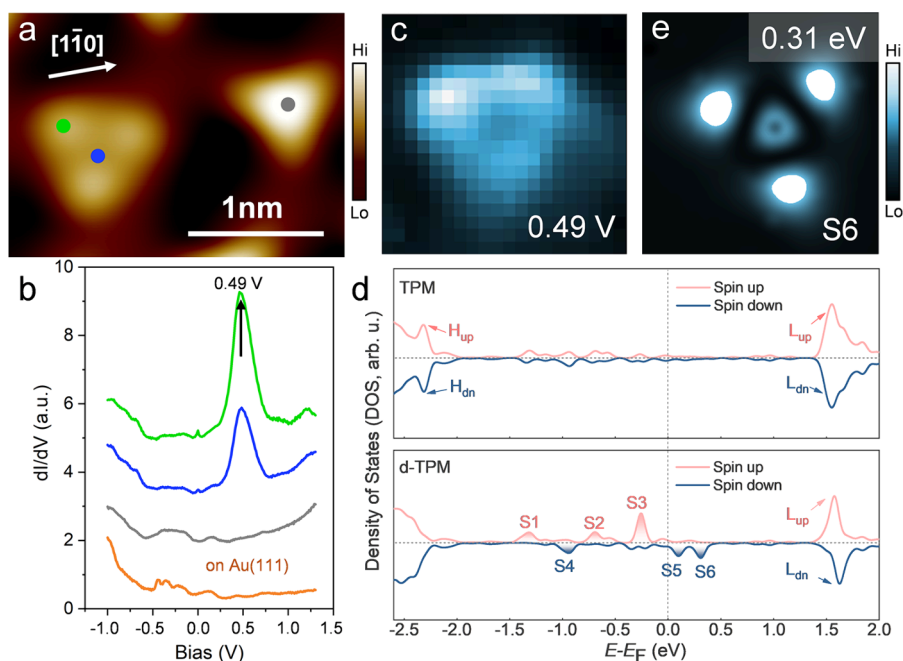 a
[11̅0]
1nm
Hi
Lo
c
0.49 V
e
0.31 eV
S6
Hi
Lo
b
0.49 V
on Au(111)
dI/dV (a.u.)
10
8
6
4
2
0
-1.0 -0.5 0.0 0.5 1.0 1.5
Bias (V)
d
Density of States (DOS, arb. u.)
TPM
Spin up
Spin down
Hup
Lup
Hdn
Ldn
d-TPM
Spin up
Spin down
S1 S2 S3
Lup
S4 S5 S6
Ldn
-2.5 -2.0 -1.5 -1.0 -0.5 0.0 0.5 1.0 1.5 2.0
E-EF (eV)